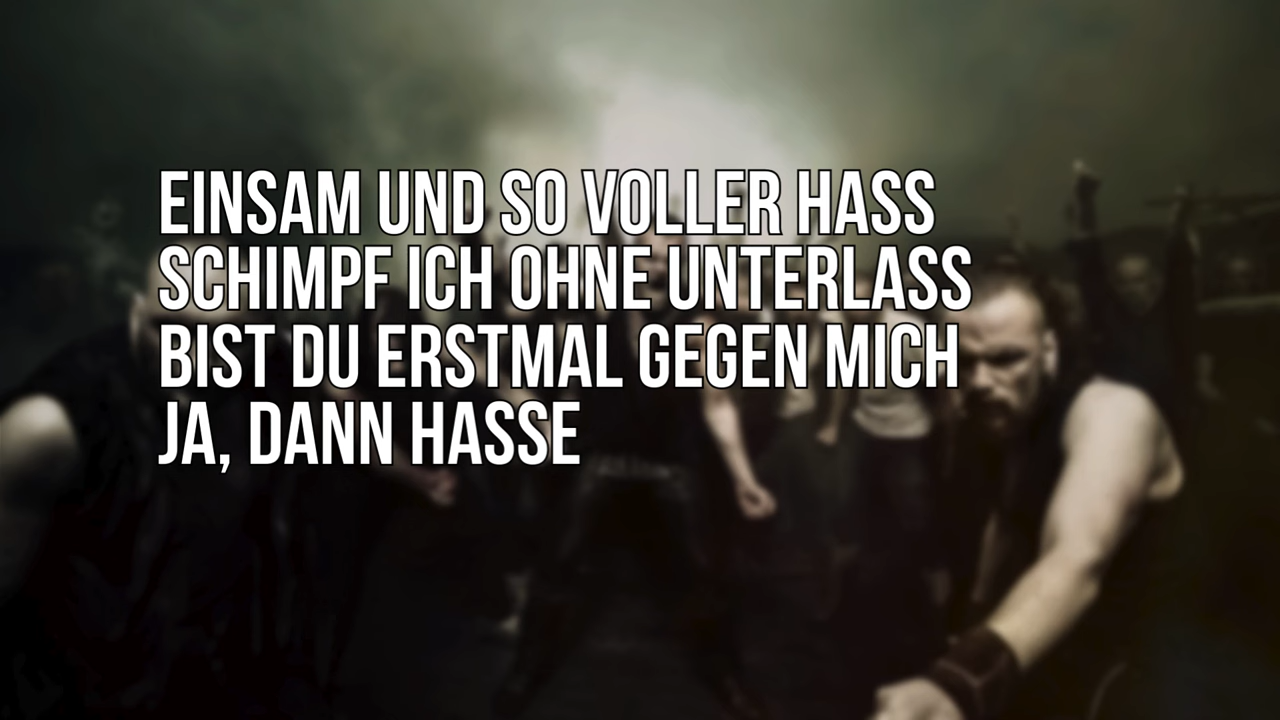 EINSAM UND SO VOLLER HASS
SCHIMPF ICH OHNE UNTERLASS
BIST DU ERSTMAL GEGEN MICH
JA, DANN HASSE